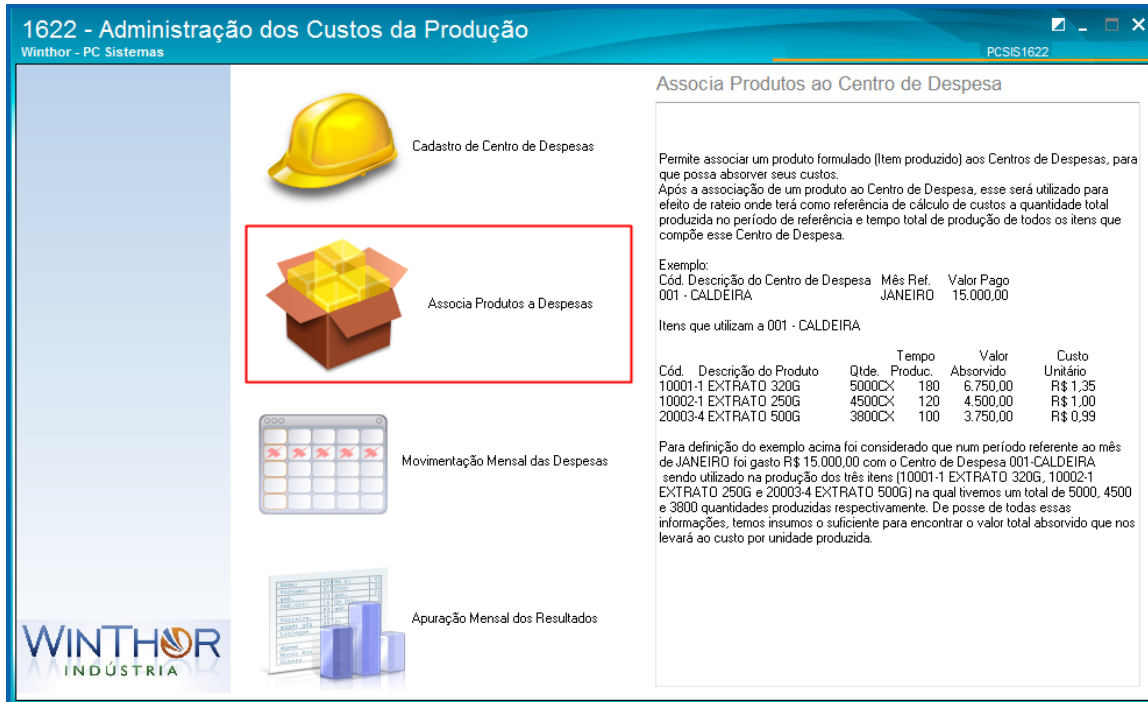 1622 - Administração dos Custos da Produção
Winthor - PC Sistemas
PCSIS1622
Cadastro de Centro de Despesas
Associa Produtos a Despesas
Movimentação Mensal das Despesas
Apuração Mensal dos Resultados
WINTHOR
INDÚSTRIA
Associa Produtos ao Centro de Despesa
Permite associar um produto formulado (Item produzido) aos Centros de Despesas, para
que possa absorver seus custos.
Após a associação de um produto ao Centro de Despesa, esse será utilizado para
efeito de rateio onde terá como referência de cálculo de custos a quantidade total
produzida no período de referência e tempo total de produção de todos os itens que
compõe esse Centro de Despesa.
Exemplo:
Cód. Descrição do Centro de Despesa Mês Ref. Valor Pago
001 - CALDEIRA JANEIRO 15.000,00
Itens que utilizam a 001 - CALDEIRA
Tempo Valor Custo
Cód. Descrição do Produto Qtde. Produc. Absorvido Unitário
10001-1 EXTRATO 320G 5000CX 180 6.750,00 R$ 1,35
10002-1 EXTRATO 250G 4500CX 120 4.500,00 R$ 1,00
20003-4 EXTRATO 500G 3800CX 100 3.750,00 R$ 0,99
Para definição do exemplo acima foi considerado que num período referente ao mês
de JANEIRO foi gasto R$ 15.000,00 com o Centro de Despesa 001-CALDEIRA
sendo utilizado na produção dos três itens (10001-1 EXTRATO 320G, 10002-1
EXTRATO 250G e 20003-4 EXTRATO 500G) na qual tivemos um total de 5000, 4500
e 3800 quantidades produzidas respectivamente. De posse de todas essas
informações, temos insumos o suficiente para encontrar o valor total absorvido que nos
levará ao custo por unidade produzida.